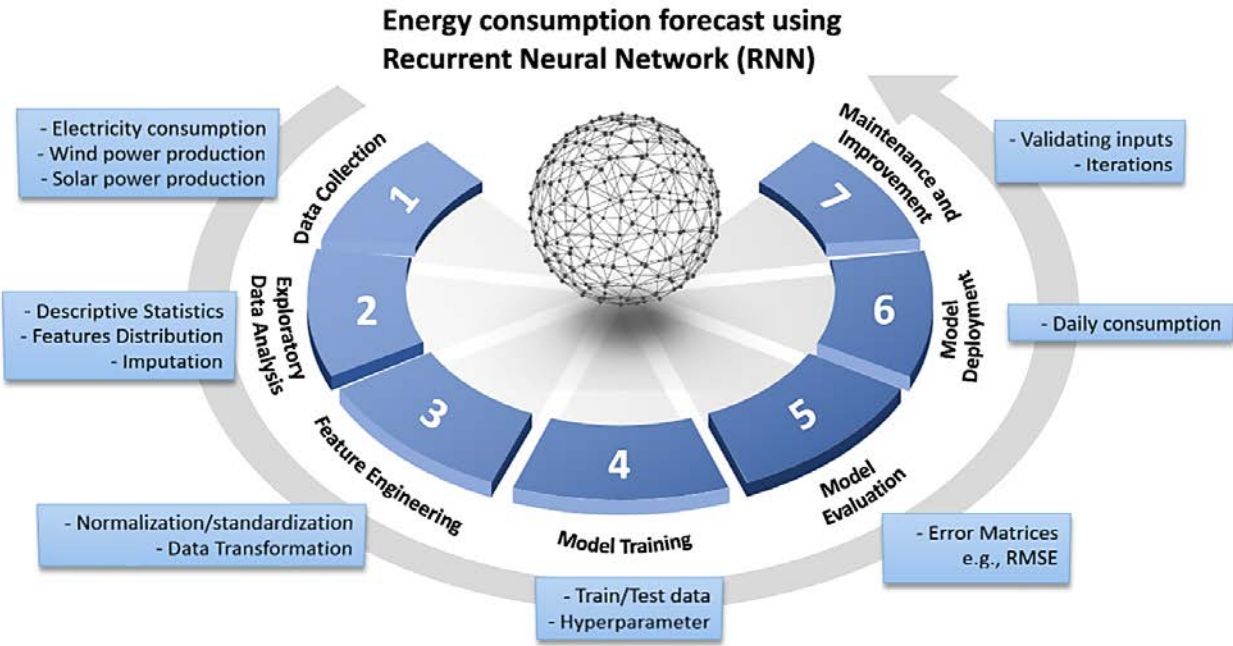 Energy consumption forecast using
Recurrent Neural Network (RNN)
- Electricity consumption
- Wind power production
- Solar power production
1
Data Collection
- Descriptive Statistics
- Features Distribution
- Imputation
2
Exploratory
Data Analysis
- Normalization/standardization
- Data Transformation
3
Feature Engineering
4
Model Training
- Train/Test data
- Hyperparameter
5
Model
Evaluation
- Error Matrices
e.g., RMSE
6
Model
Deployment
- Daily consumption
7
Maintenance and
Improvement
- Validating inputs
- Iterations